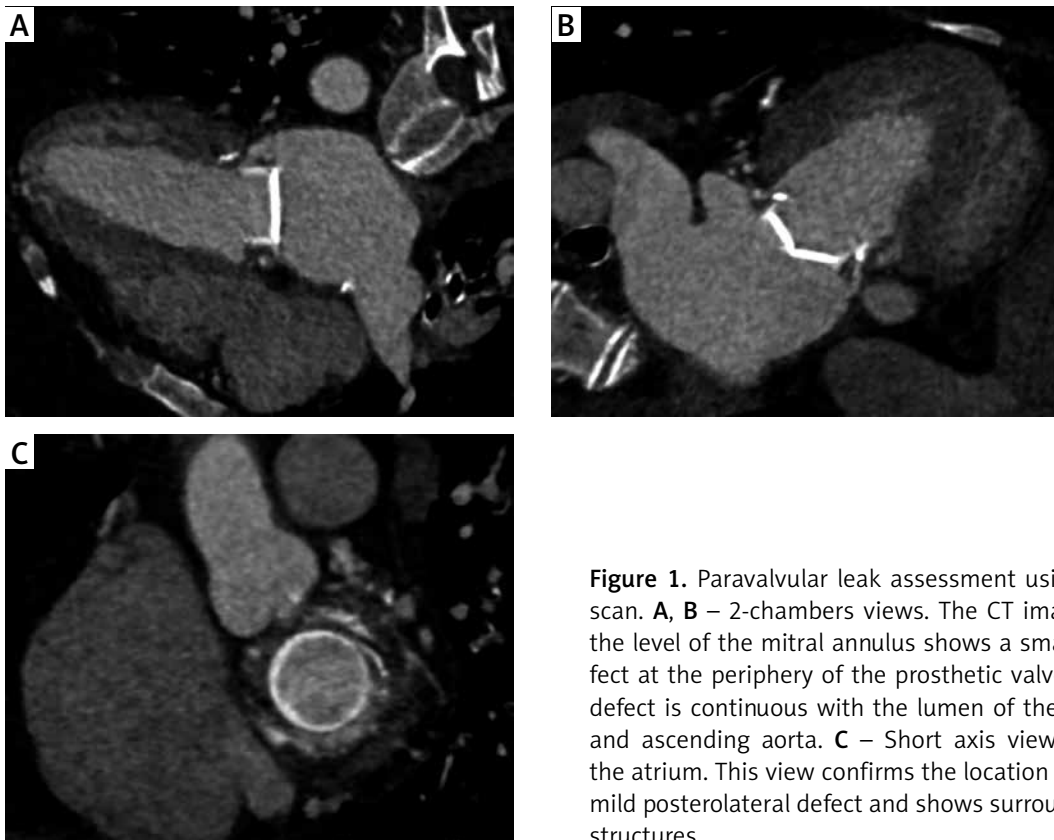 A
B
C
Figure 1. Paravalvular leak assessment usi
scan. A, B – 2-chambers views. The CT ima
the level of the mitral annulus shows a sma
fect at the periphery of the prosthetic valv
defect is continuous with the lumen of the
and ascending aorta. C – Short axis view
the atrium. This view confirms the location
mild posterolateral defect and shows surrou
structures